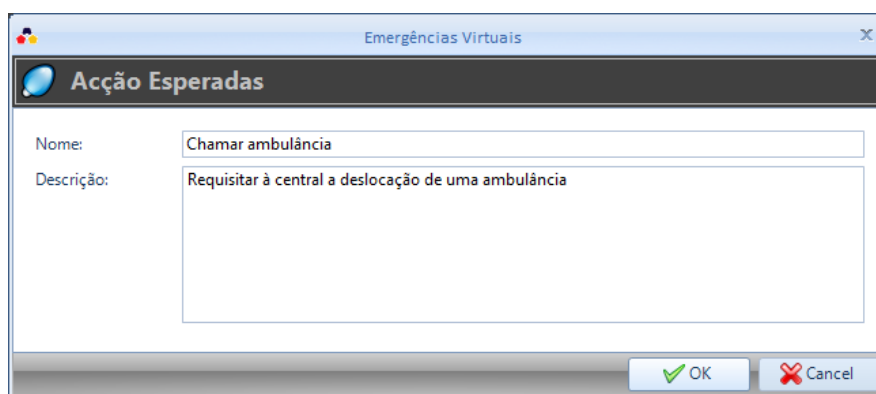 Emergências Virtuais
x
Acção Esperadas
Nome:
Chamar ambulância
Descrição:
Requisitar à central a deslocação de uma ambulância
OK
Cancel